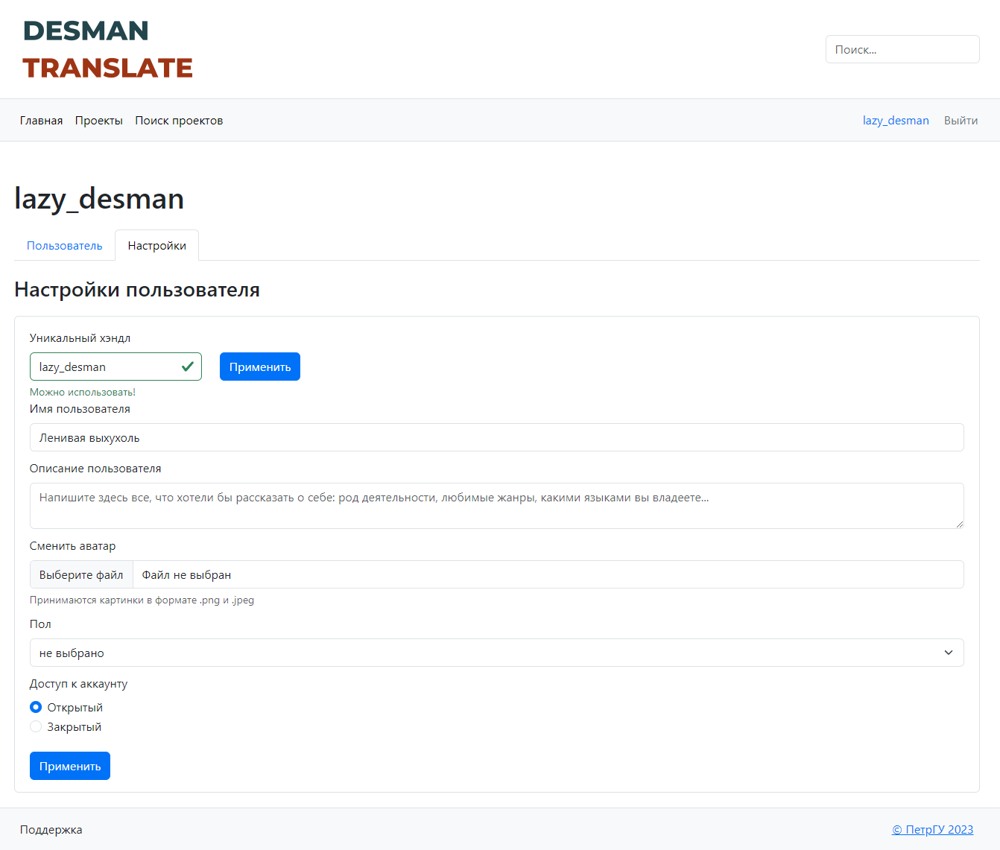 DESMAN
TRANSLATE
Поиск...
Главная Проекты Поиск проектов lazy_desman Выйти
lazy_desman
Пользователь Настройки
Настройки пользователя
Уникальный хэндл
lazy_desman Применить
Можно использовать!
Имя пользователя
Ленивая выхухоль
Описание пользователя
Напишите здесь все, что хотели бы рассказать о себе: род деятельности, любимые жанры, какими языками вы владеете...
Сменить аватар
Выберите файл Файл не выбран
Принимаются картинки в формате .png и .jpeg
Пол
не выбрано
Доступ к аккаунту
Открытый
Закрытый
Применить
Поддержка © ПетрГУ 2023